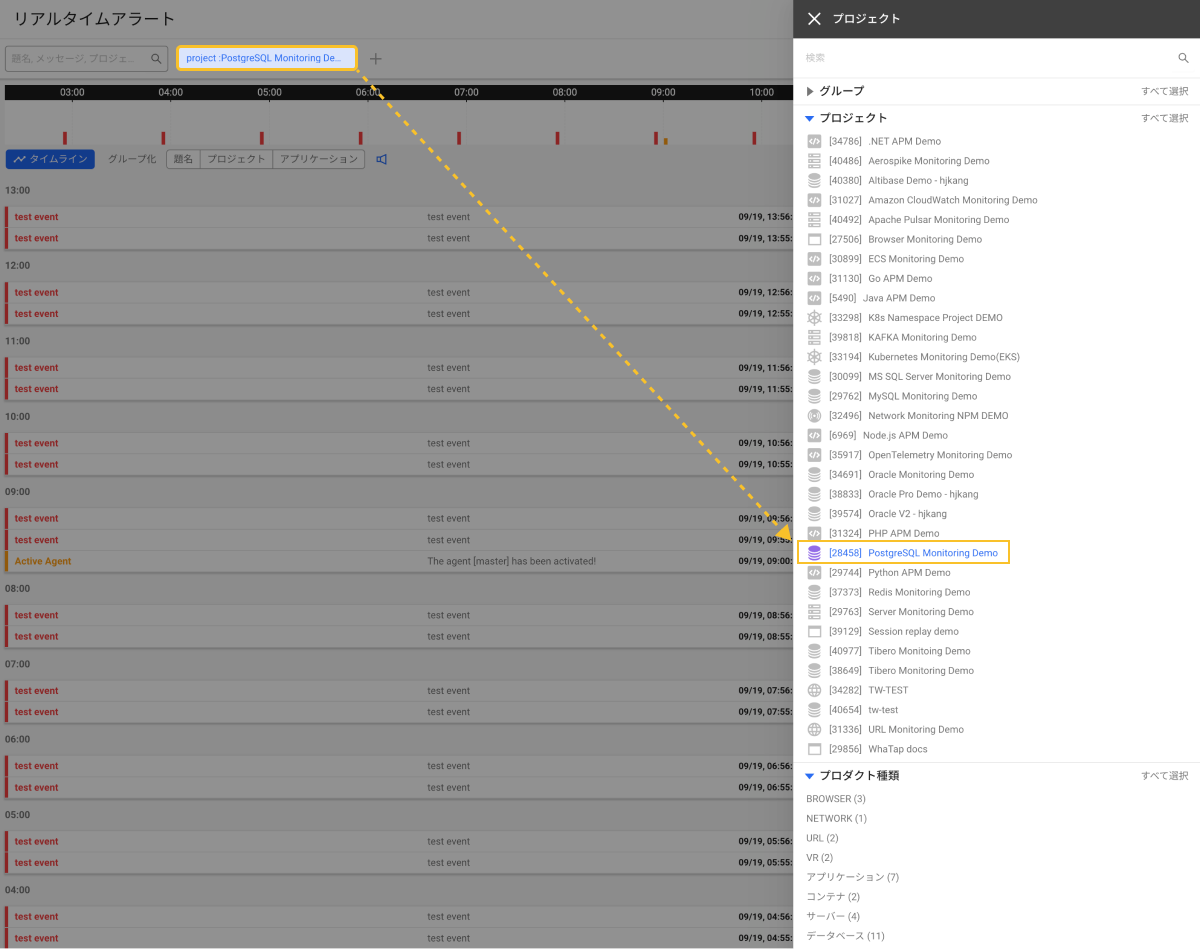 リアルタイムアラート
題名, メッセージ, プロジェ...
project :PostgreSQL Monitoring De...
03:00 04:00 05:00 06:00 07:00 08:00 09:00 10:00
タイムライン グループ化 題名 プロジェクト アプリケーション
13:00
test event test event 09/19, 13:56:
test event test event 09/19, 13:55:
12:00
test event test event 09/19, 12:56:
test event test event 09/19, 12:55:
11:00
test event test event 09/19, 11:56:
test event test event 09/19, 11:55:
10:00
test event test event 09/19, 10:56:
test event test event 09/19, 10:55:
09:00
test event test event 09/19, 09:56:
test event test event 09/19, 09:55:
Active Agent The agent [master] has been activated! 09/19, 09:00:
08:00
test event test event 09/19, 08:56:
test event test event 09/19, 08:55:
07:00
test event test event 09/19, 07:56:
test event test event 09/19, 07:55:
06:00
test event test event 09/19, 06:56:
test event test event 09/19, 06:55:
05:00
test event test event 09/19, 05:56:
test event test event 09/19, 05:55:
04:00
test event test event 09/19, 04:56:
test event test event 09/19, 04:55:
プロジェクト
検索
グループ すべて選択
プロジェクト すべて選択
[34786] .NET APM Demo
[40486] Aerospike Monitoring Demo
[40380] Altibase Demo - hjkang
[31027] Amazon CloudWatch Monitoring Demo
[40492] Apache Pulsar Monitoring Demo
[27506] Browser Monitoring Demo
[30899] ECS Monitoring Demo
[31130] Go APM Demo
[5490] Java APM Demo
[33298] K8s Namespace Project DEMO
[39818] KAFKA Monitoring Demo
[33194] Kubernetes Monitoring Demo(EKS)
[30099] MS SQL Server Monitoring Demo
[29762] MySQL Monitoring Demo
[32496] Network Monitoring NPM DEMO
[6969] Node.js APM Demo
[35917] OpenTelemetry Monitoring Demo
[34691] Oracle Monitoring Demo
[38833] Oracle Pro Demo - hjkang
[39574] Oracle V2 - hjkang
[31324] PHP APM Demo
[28458] PostgreSQL Monitoring Demo
[29744] Python APM Demo
[37373] Redis Monitoring Demo
[29763] Server Monitoring Demo
[39129] Session replay demo
[40977] Tibero Monitoing Demo
[38649] Tibero Monitoring Demo
[34282] TW-TEST
[40654] tw-test
[31336] URL Monitoring Demo
[29856] WhaTap docs
プロダクト種類 すべて選択
BROWSER (3)
NETWORK (1)
URL (2)
VR (2)
アプリケーション (7)
コンテナ (2)
サーバー (4)
データベース (11)